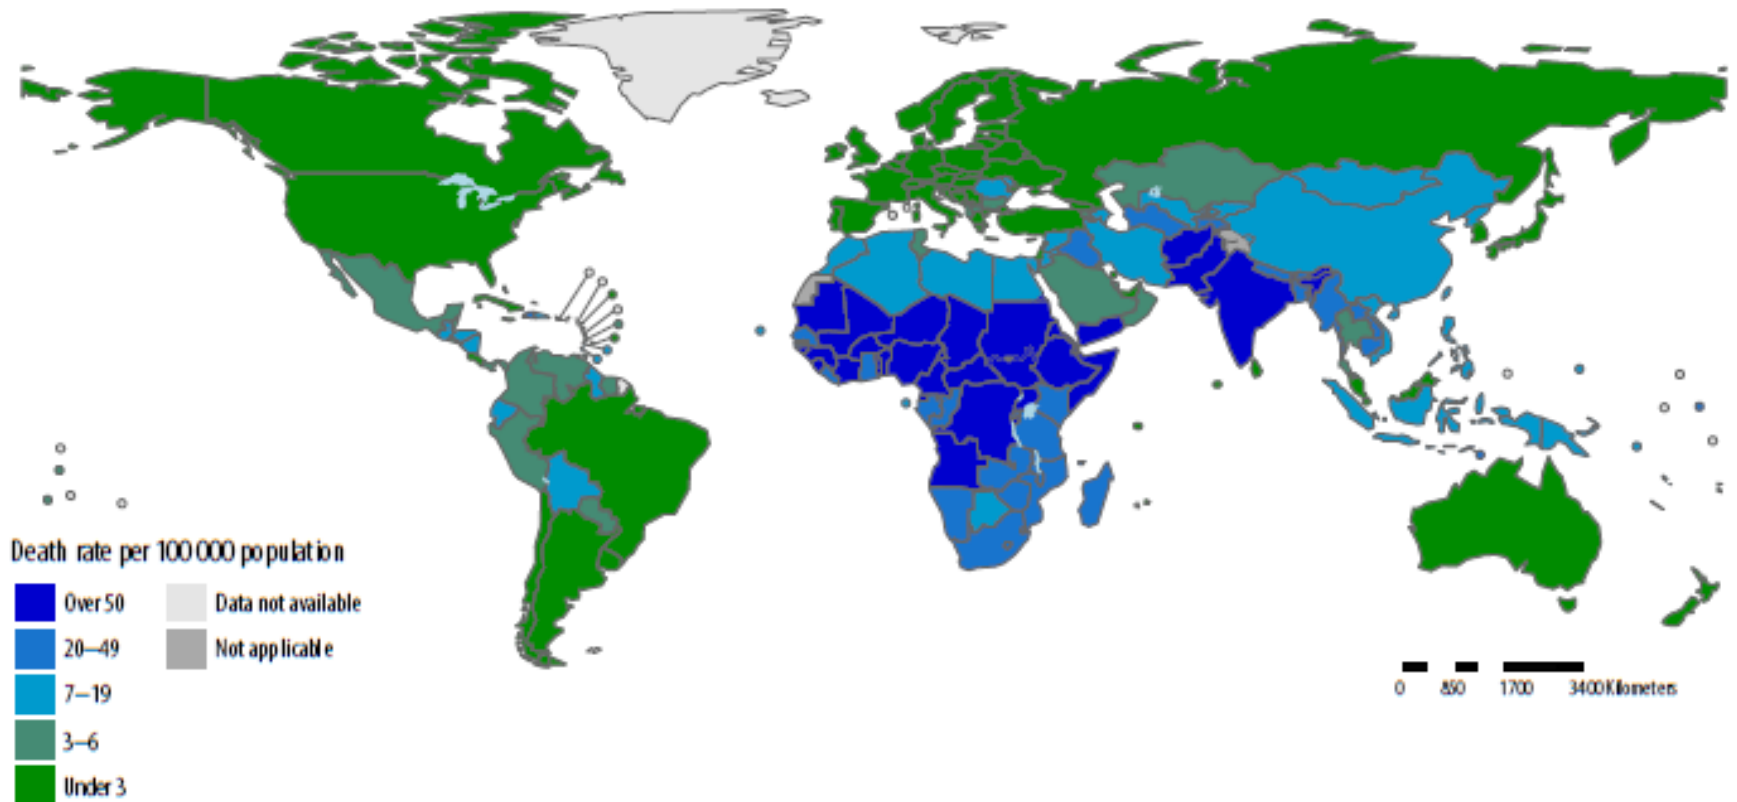 Death rate per 100 000 population
Over 50
20–49
7–19
3–6
Under 3
Data not available
Not applicable
0 850 1700 3400 Kilometers